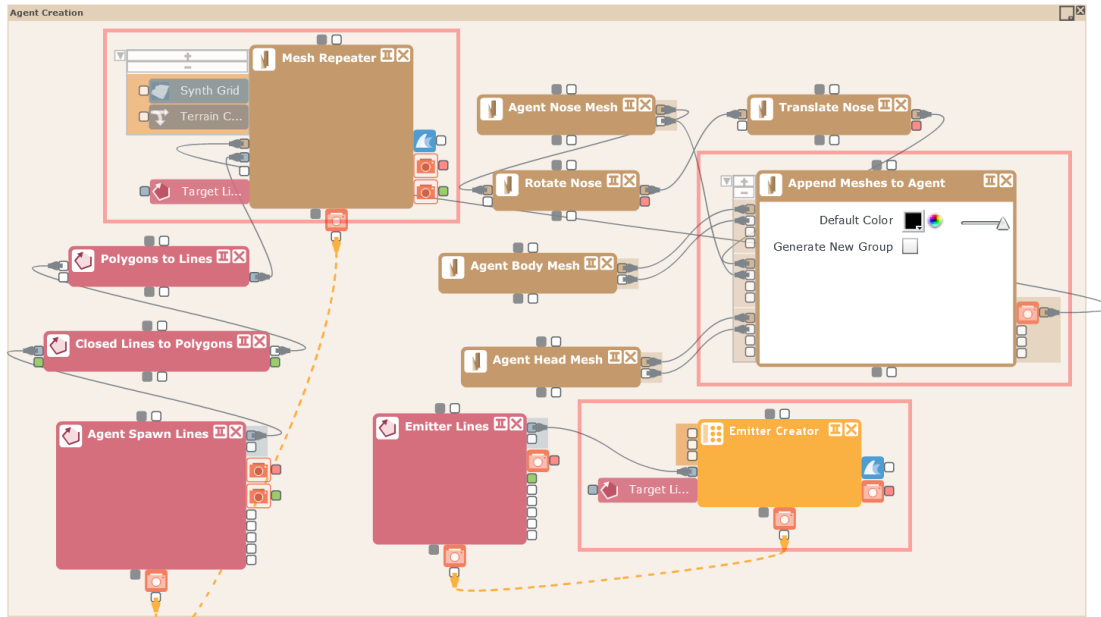 Agent Creation
Mesh Repeater
+
−
Synth Grid
Terrain C...
Target Li...
Agent Nose Mesh
Translate Nose
Rotate Nose
Append Meshes to Agent
+
−
Default Color
Generate New Group
Polygons to Lines
Agent Body Mesh
Closed Lines to Polygons
Agent Head Mesh
Agent Spawn Lines
Emitter Lines
Emitter Creator
Target Li...